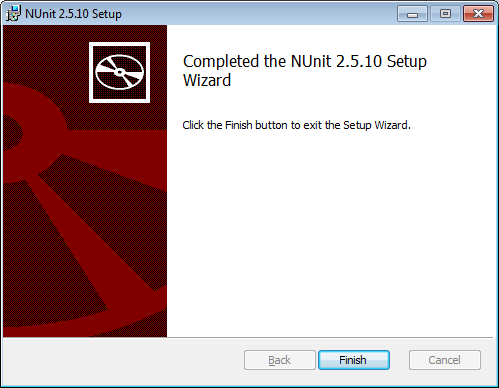 NUnit 2.5.10 Setup
Completed the NUnit 2.5.10 Setup
Wizard
Click the Finish button to exit the Setup Wizard.
Back
Finish
Cancel